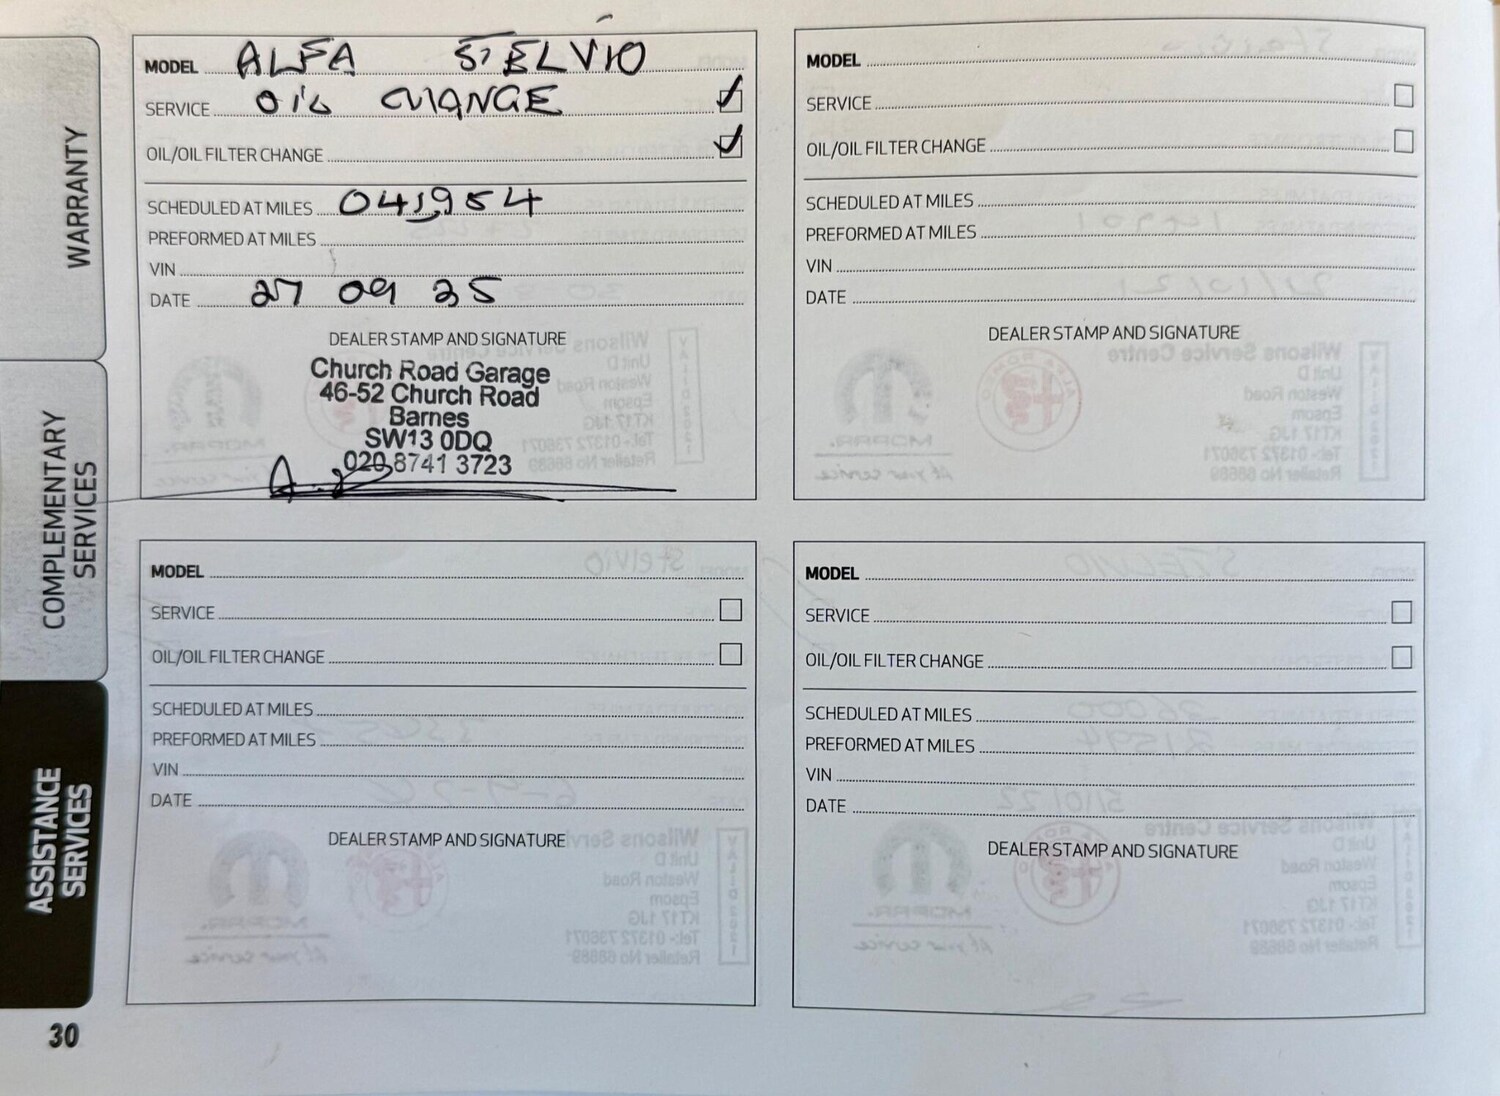 WARRANTY
COMPLEMENTARY
SERVICES
ASSISTANCE
SERVICES
30
MODEL ALFA STELVIO
SERVICE OIL CHANGE
OIL/OIL FILTER CHANGE
SCHEDULED AT MILES 041,954
PREFORMED AT MILES
VIN
DATE 27 09 25
DEALER STAMP AND SIGNATURE
Church Road Garage
46-52 Church Road
Barnes
SW13 0DQ
020 8741 3723
MODEL
SERVICE
OIL/OIL FILTER CHANGE
SCHEDULED AT MILES
PREFORMED AT MILES
VIN
DATE
DEALER STAMP AND SIGNATURE
MODEL
SERVICE
OIL/OIL FILTER CHANGE
SCHEDULED AT MILES
PREFORMED AT MILES
VIN
DATE
DEALER STAMP AND SIGNATURE
MODEL
SERVICE
OIL/OIL FILTER CHANGE
SCHEDULED AT MILES
PREFORMED AT MILES
VIN
DATE
DEALER STAMP AND SIGNATURE